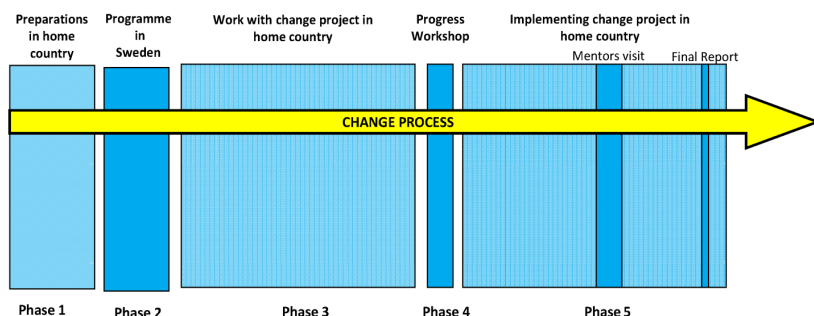 Preparations
in home
country
Programme
in
Sweden
Work with change project in
home country
Progress
Workshop
Implementing change project in
home country
Mentors visit
Final Report
CHANGE PROCESS
Phase 1
Phase 2
Phase 3
Phase 4
Phase 5